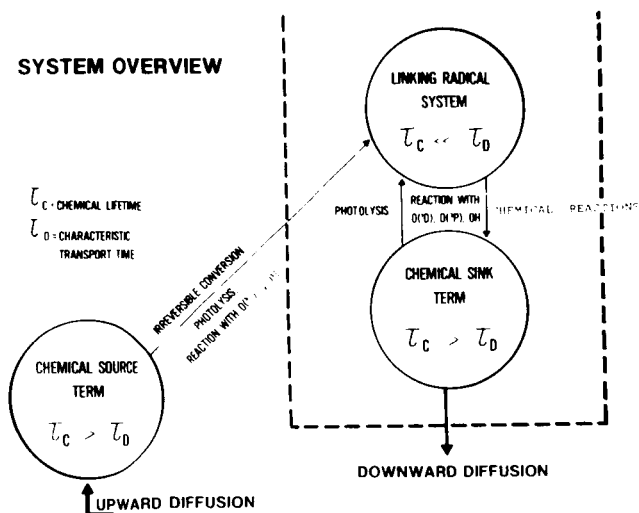 SYSTEM OVERVIEW
τC = CHEMICAL LIFETIME
τD = CHARACTERISTIC
TRANSPORT TIME
LINKING RADICAL
SYSTEM
τC << τD
PHOTOLYSIS
REACTION WITH
O(¹D), O(³P), OH
CHEMICAL REACTIONS
CHEMICAL SINK
TERM
τC > τD
DOWNWARD DIFFUSION
IRREVERSIBLE CONVERSION
PHOTOLYSIS
REACTION WITH
CHEMICAL SOURCE
TERM
τC > τD
UPWARD DIFFUSION